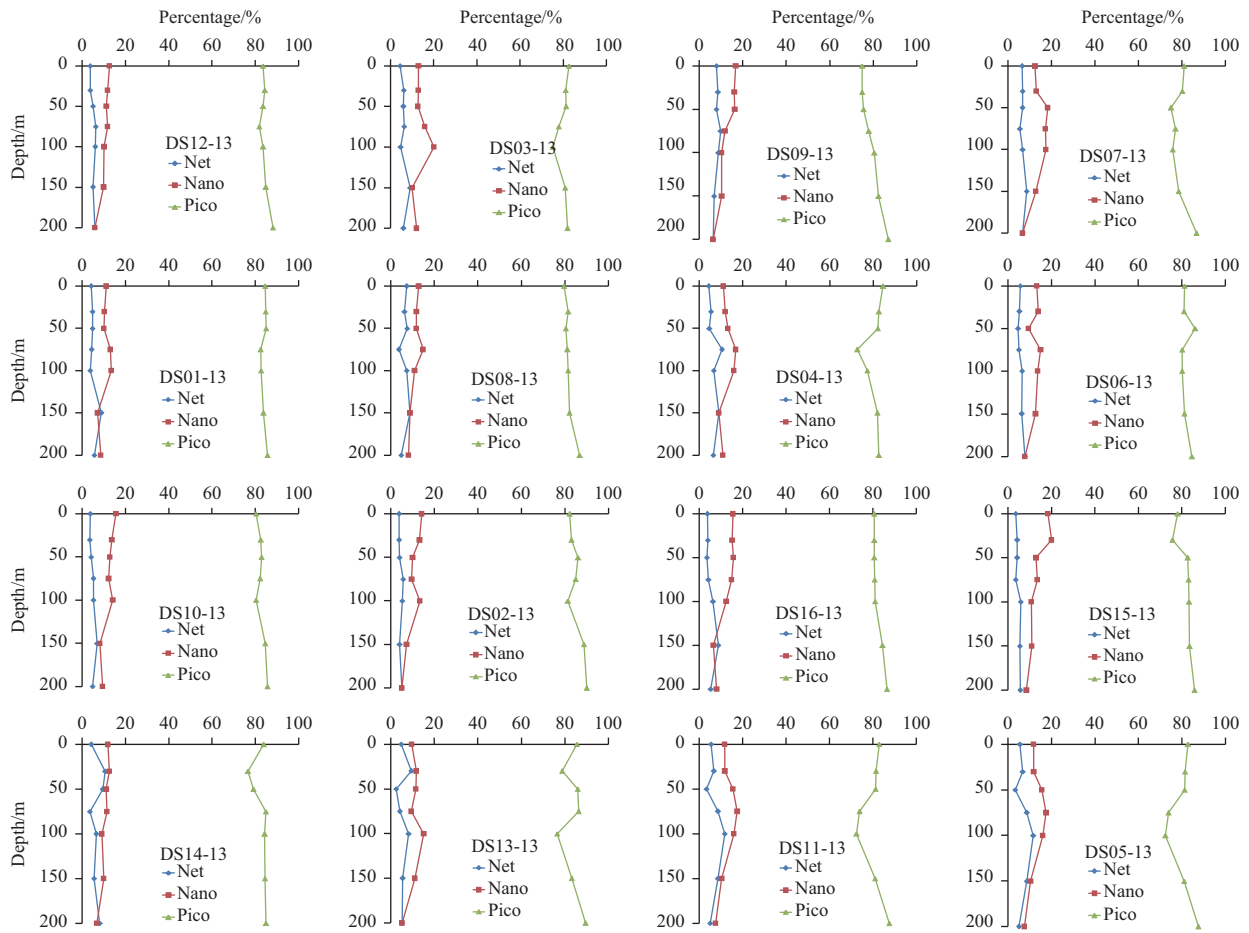 Percentage/%
0 20 40 60 80 100
Depth/m
0
50
100
150
200
DS12-13
Net
Nano
Pico
Percentage/%
0 20 40 60 80 100
0
50
100
150
200
DS03-13
Net
Nano
Pico
Percentage/%
0 20 40 60 80 100
0
50
100
150
200
DS09-13
Net
Nano
Pico
Percentage/%
0 20 40 60 80 100
0
50
100
150
200
DS07-13
Net
Nano
Pico
0 20 40 60 80 100
Depth/m
0
50
100
150
200
DS01-13
Net
Nano
Pico
0 20 40 60 80 100
0
50
100
150
200
DS08-13
Net
Nano
Pico
0 20 40 60 80 100
0
50
100
150
200
DS04-13
Net
Nano
Pico
0 20 40 60 80 100
0
50
100
150
200
DS06-13
Net
Nano
Pico
0 20 40 60 80 100
Depth/m
0
50
100
150
200
DS10-13
Net
Nano
Pico
0 20 40 60 80 100
0
50
100
150
200
DS02-13
Net
Nano
Pico
0 20 40 60 80 100
0
50
100
150
200
DS16-13
Net
Nano
Pico
0 20 40 60 80 100
0
50
100
150
200
DS15-13
Net
Nano
Pico
0 20 40 60 80 100
Depth/m
0
50
100
150
200
DS14-13
Net
Nano
Pico
0 20 40 60 80 100
0
50
100
150
200
DS13-13
Net
Nano
Pico
0 20 40 60 80 100
0
50
100
150
200
DS11-13
Net
Nano
Pico
0 20 40 60 80 100
0
50
100
150
200
DS05-13
Net
Nano
Pico